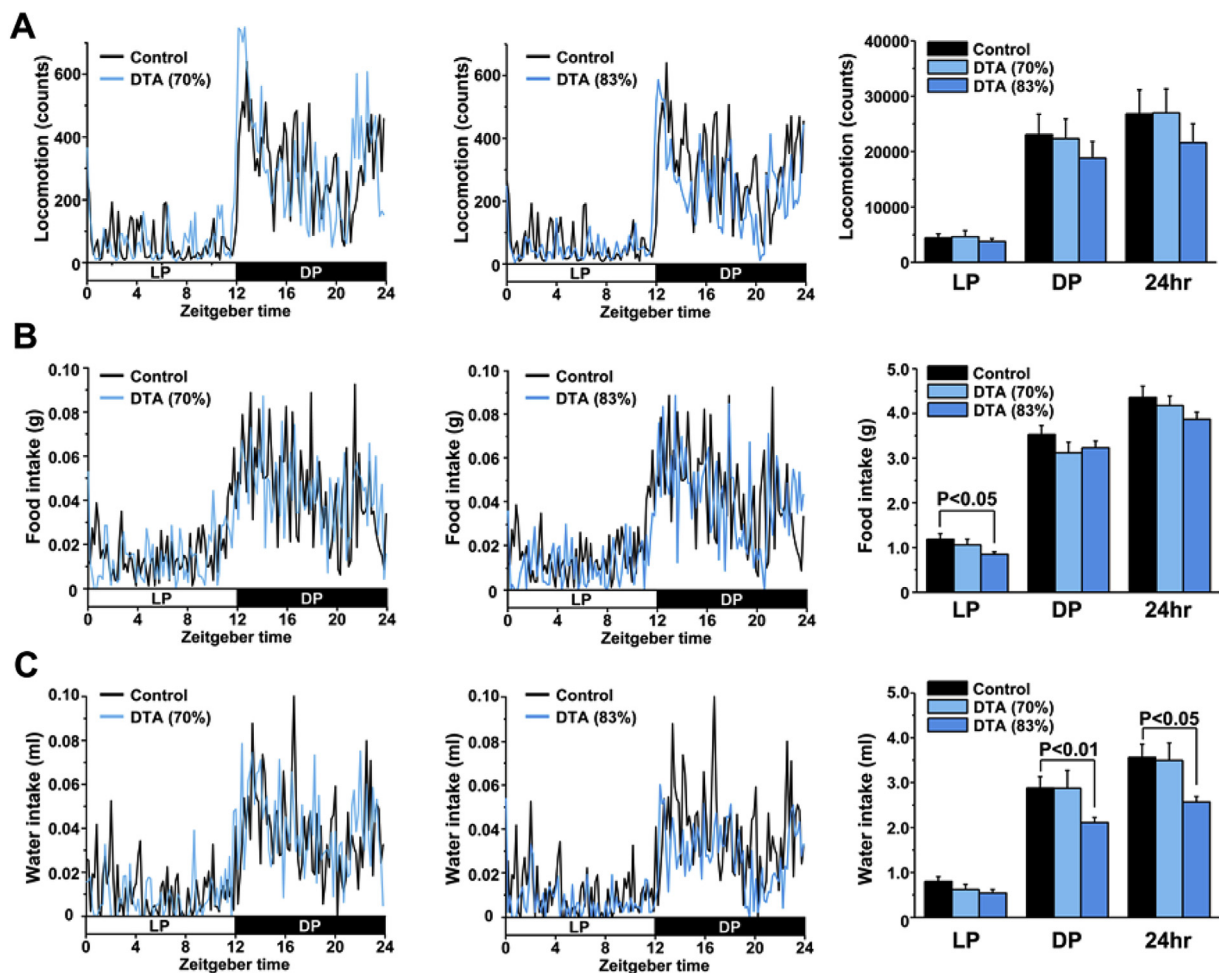 A
Locomotion (counts)
600
400
200
0
Control
DTA (70%)
LP
DP
0
4
8
12
16
20
24
Zeitgeber time
Locomotion (counts)
600
400
200
0
Control
DTA (83%)
LP
DP
0
4
8
12
16
20
24
Zeitgeber time
Locomotion (counts)
40000
30000
20000
10000
0
Control
DTA (70%)
DTA (83%)
LP
DP
24hr
B
Food intake (g)
0.10
0.08
0.06
0.04
0.02
0
Control
DTA (70%)
LP
DP
0
4
8
12
16
20
24
Zeitgeber time
Food intake (g)
0.10
0.08
0.06
0.04
0.02
0
Control
DTA (83%)
LP
DP
0
4
8
12
16
20
24
Zeitgeber time
Food intake (g)
5.0
4.0
3.0
2.0
1.0
0
Control
DTA (70%)
DTA (83%)
P<0.05
LP
DP
24hr
C
Water intake (ml)
0.10
0.08
0.06
0.04
0.02
0
Control
DTA (70%)
LP
DP
0
4
8
12
16
20
24
Zeitgeber time
Water intake (ml)
0.10
0.08
0.06
0.04
0.02
0
Control
DTA (83%)
LP
DP
0
4
8
12
16
20
24
Zeitgeber time
Water intake (ml)
5.0
4.0
3.0
2.0
1.0
0
Control
DTA (70%)
DTA (83%)
P<0.01
P<0.05
LP
DP
24hr